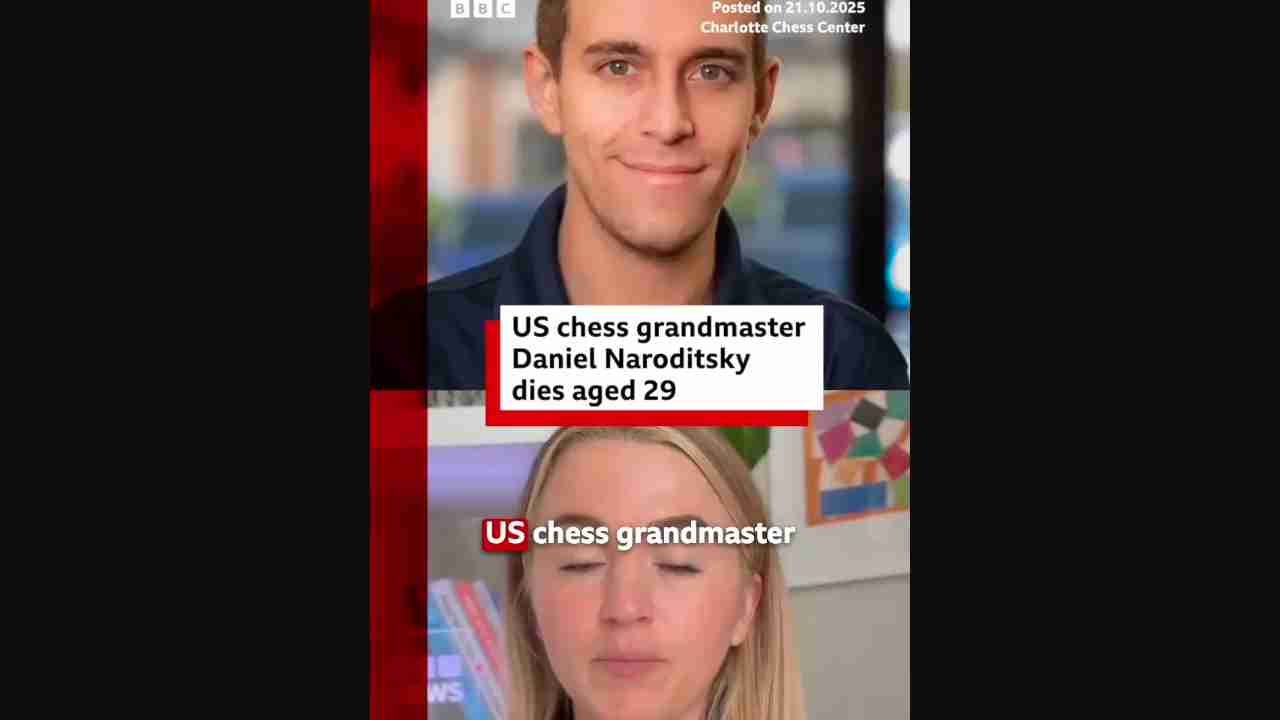 BBC
Posted on 21.10.2025
Charlotte Chess Center
US chess grandmaster
Daniel Naroditsky
dies aged 29
US chess grandmaster
WS